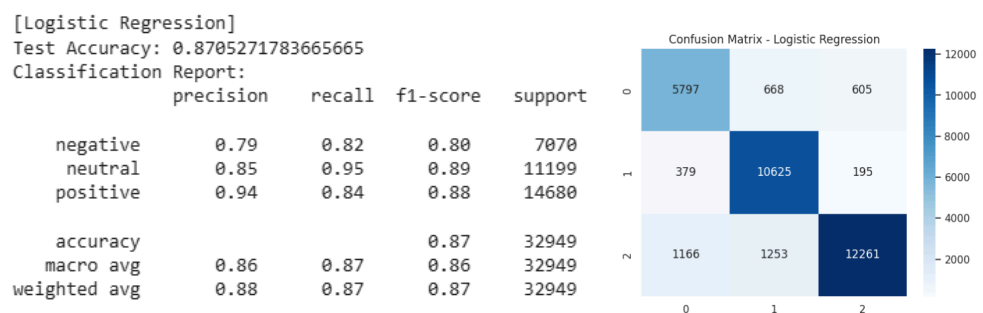 [Logistic Regression]
Test Accuracy: 0.8705271783665665
Classification Report:
precision recall f1-score support
negative 0.79 0.82 0.80 7070
neutral 0.85 0.95 0.89 11199
positive 0.94 0.84 0.88 14680
accuracy 0.87 32949
macro avg 0.86 0.87 0.86 32949
weighted avg 0.88 0.87 0.87 32949
Confusion Matrix - Logistic Regression
0 5797 668 605
1 379 10625 195
2 1166 1253 12261
0 1 2
12000
10000
8000
6000
4000
2000